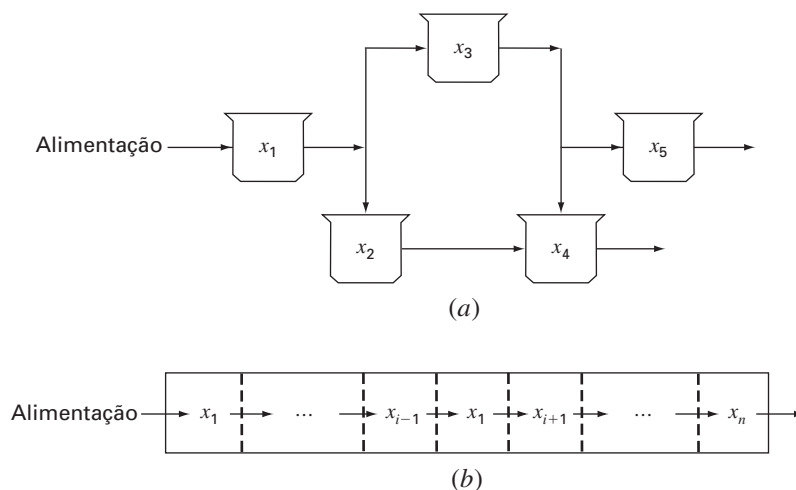 x3
Alimentação x1 x5
x2 x4
(a)
Alimentação x1 ... xi−1 x1 xi+1 ... xn
(b)